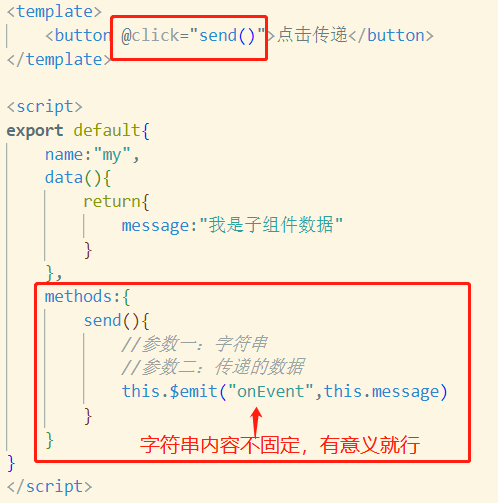 <template>
<button @click="send()">点击传递</button>
</template>
<script>
export default{
name:"my",
data(){
return{
message:"我是子组件数据"
}
},
methods:{
send(){
//参数一：字符串
//参数二：传递的数据
this.$emit("onEvent",this.message)
}
}
字符串内容不固定，有意义就行
}
</script>